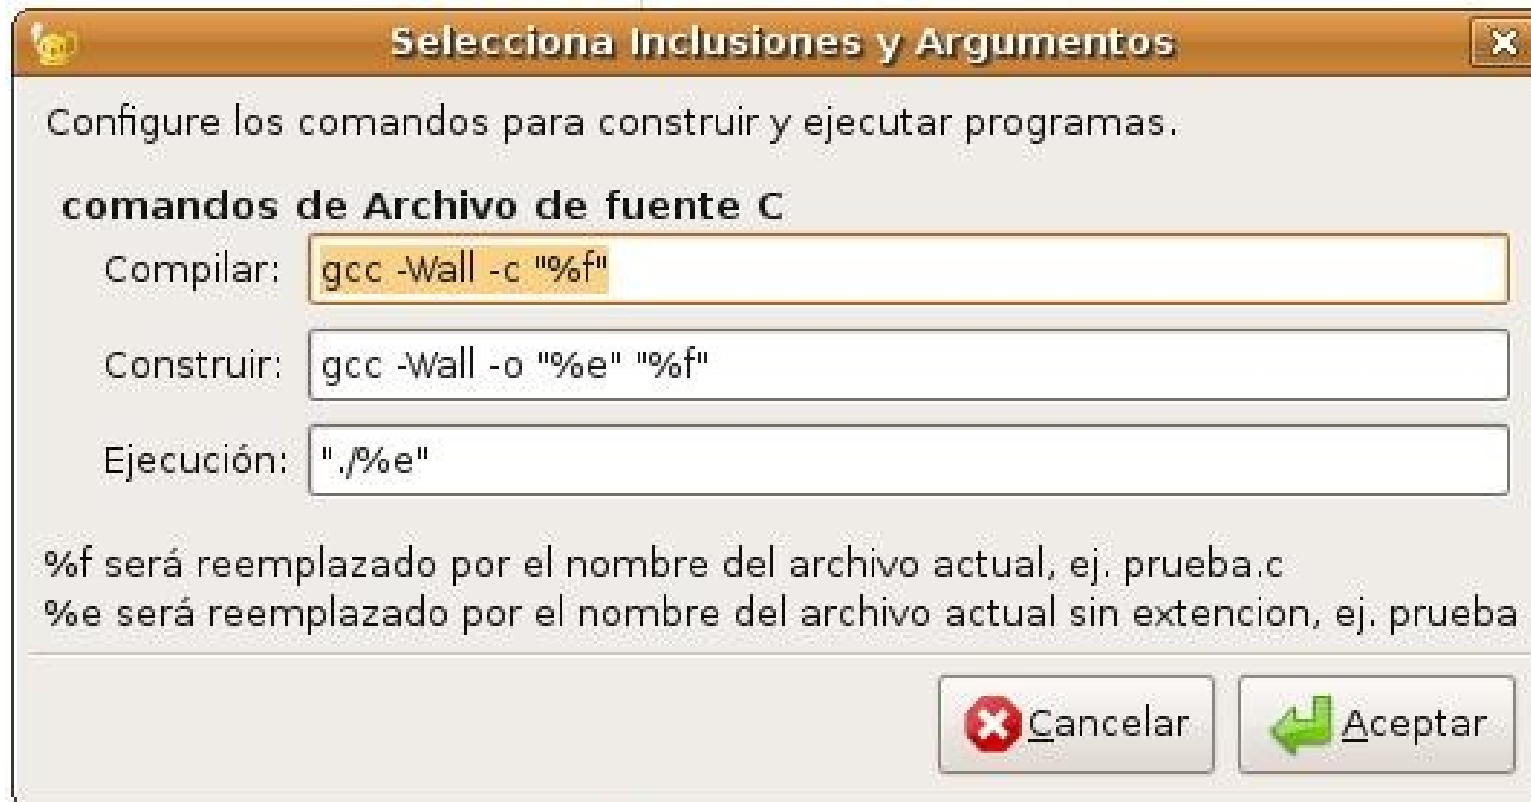 Selecciona Inclusiones y Argumentos
Configure los comandos para construir y ejecutar programas.
comandos de Archivo de fuente C
Compilar: gcc -Wall -c "%f"
Construir: gcc -Wall -o "%e" "%f"
Ejecución: "./%e"
%f será reemplazado por el nombre del archivo actual, ej. prueba.c
%e será reemplazado por el nombre del archivo actual sin extencion, ej. prueba
Cancelar Aceptar